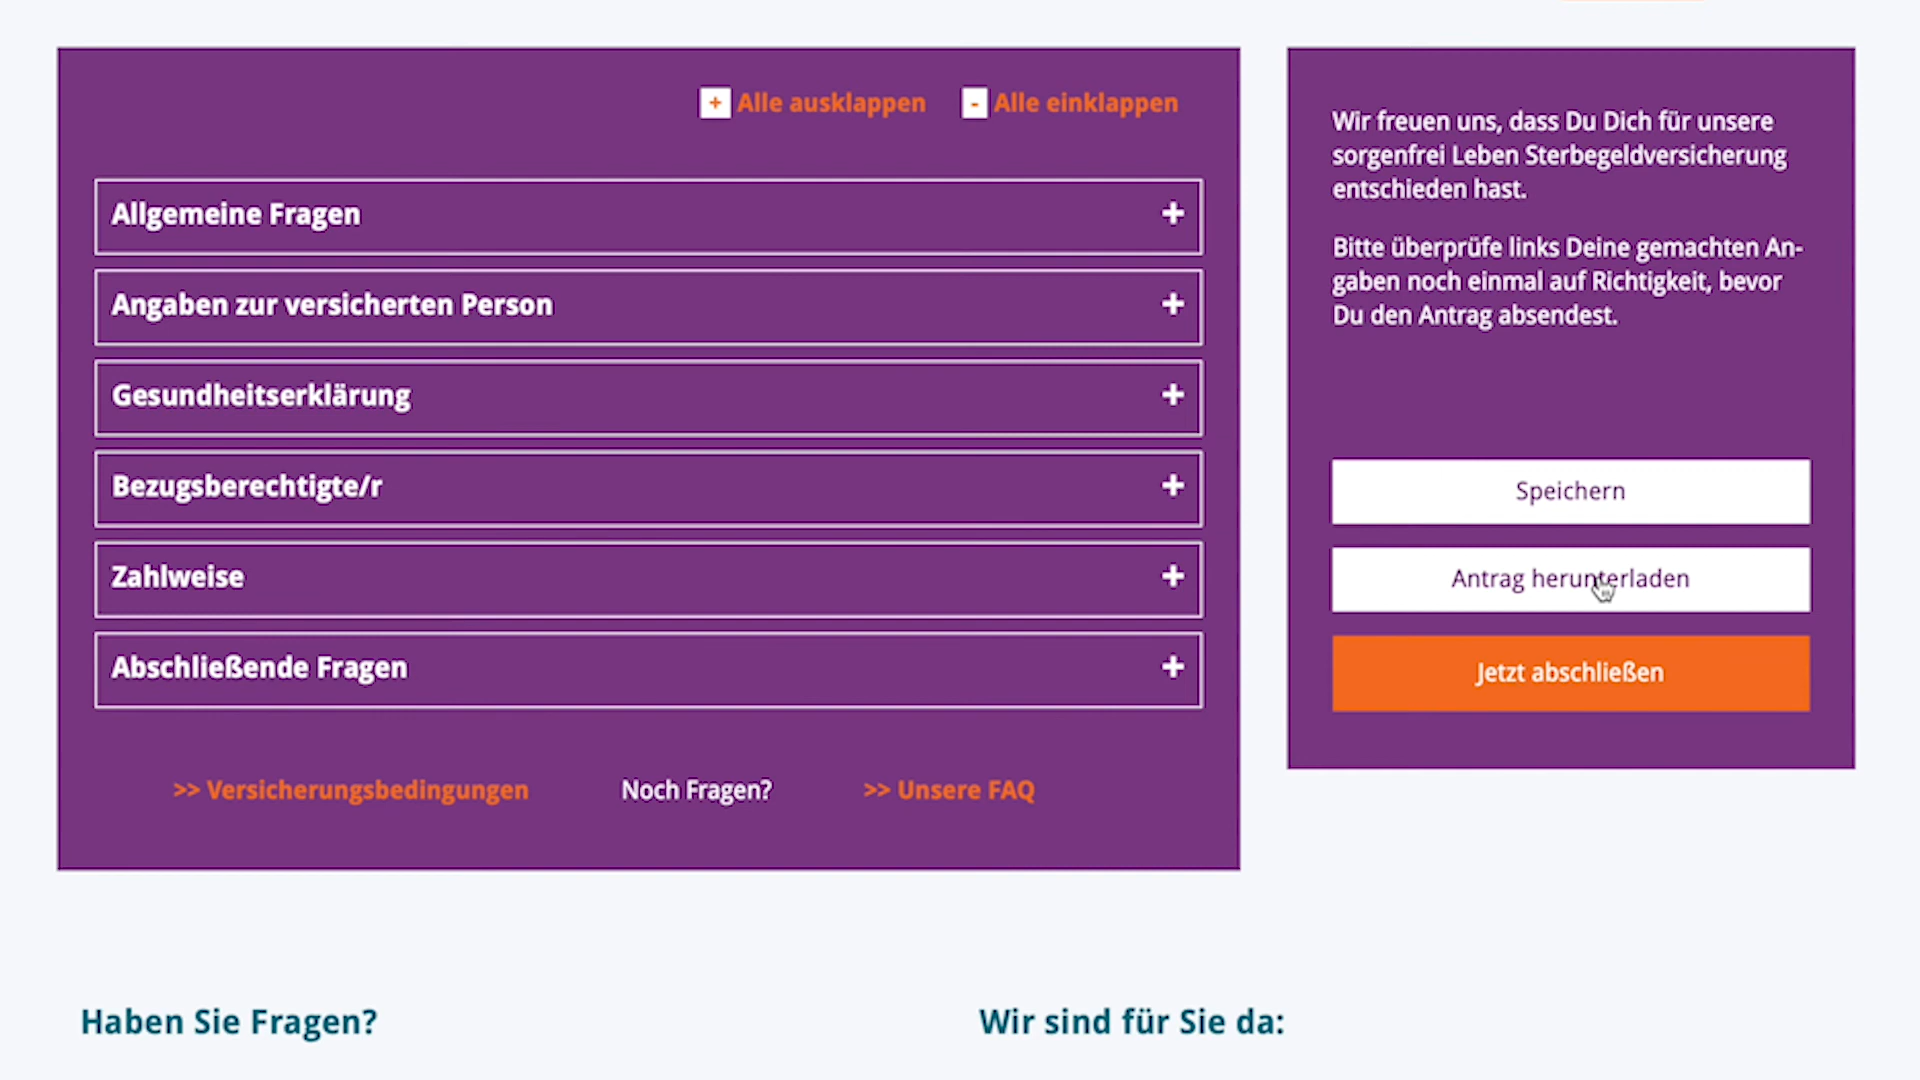 + Alle ausklappen - Alle einklappen
Allgemeine Fragen +
Angaben zur versicherten Person +
Gesundheitserklärung +
Bezugsberechtigte/r +
Zahlweise +
Abschließende Fragen +
>> Versicherungsbedingungen Noch Fragen? >> Unsere FAQ
Wir freuen uns, dass Du Dich für unsere
sorgenfrei Leben Sterbegeldversicherung
entschieden hast.
Bitte überprüfe links Deine gemachten An-
gaben noch einmal auf Richtigkeit, bevor
Du den Antrag absendest.
Speichern
Antrag herunterladen
Jetzt abschließen
Haben Sie Fragen?
Wir sind für Sie da: